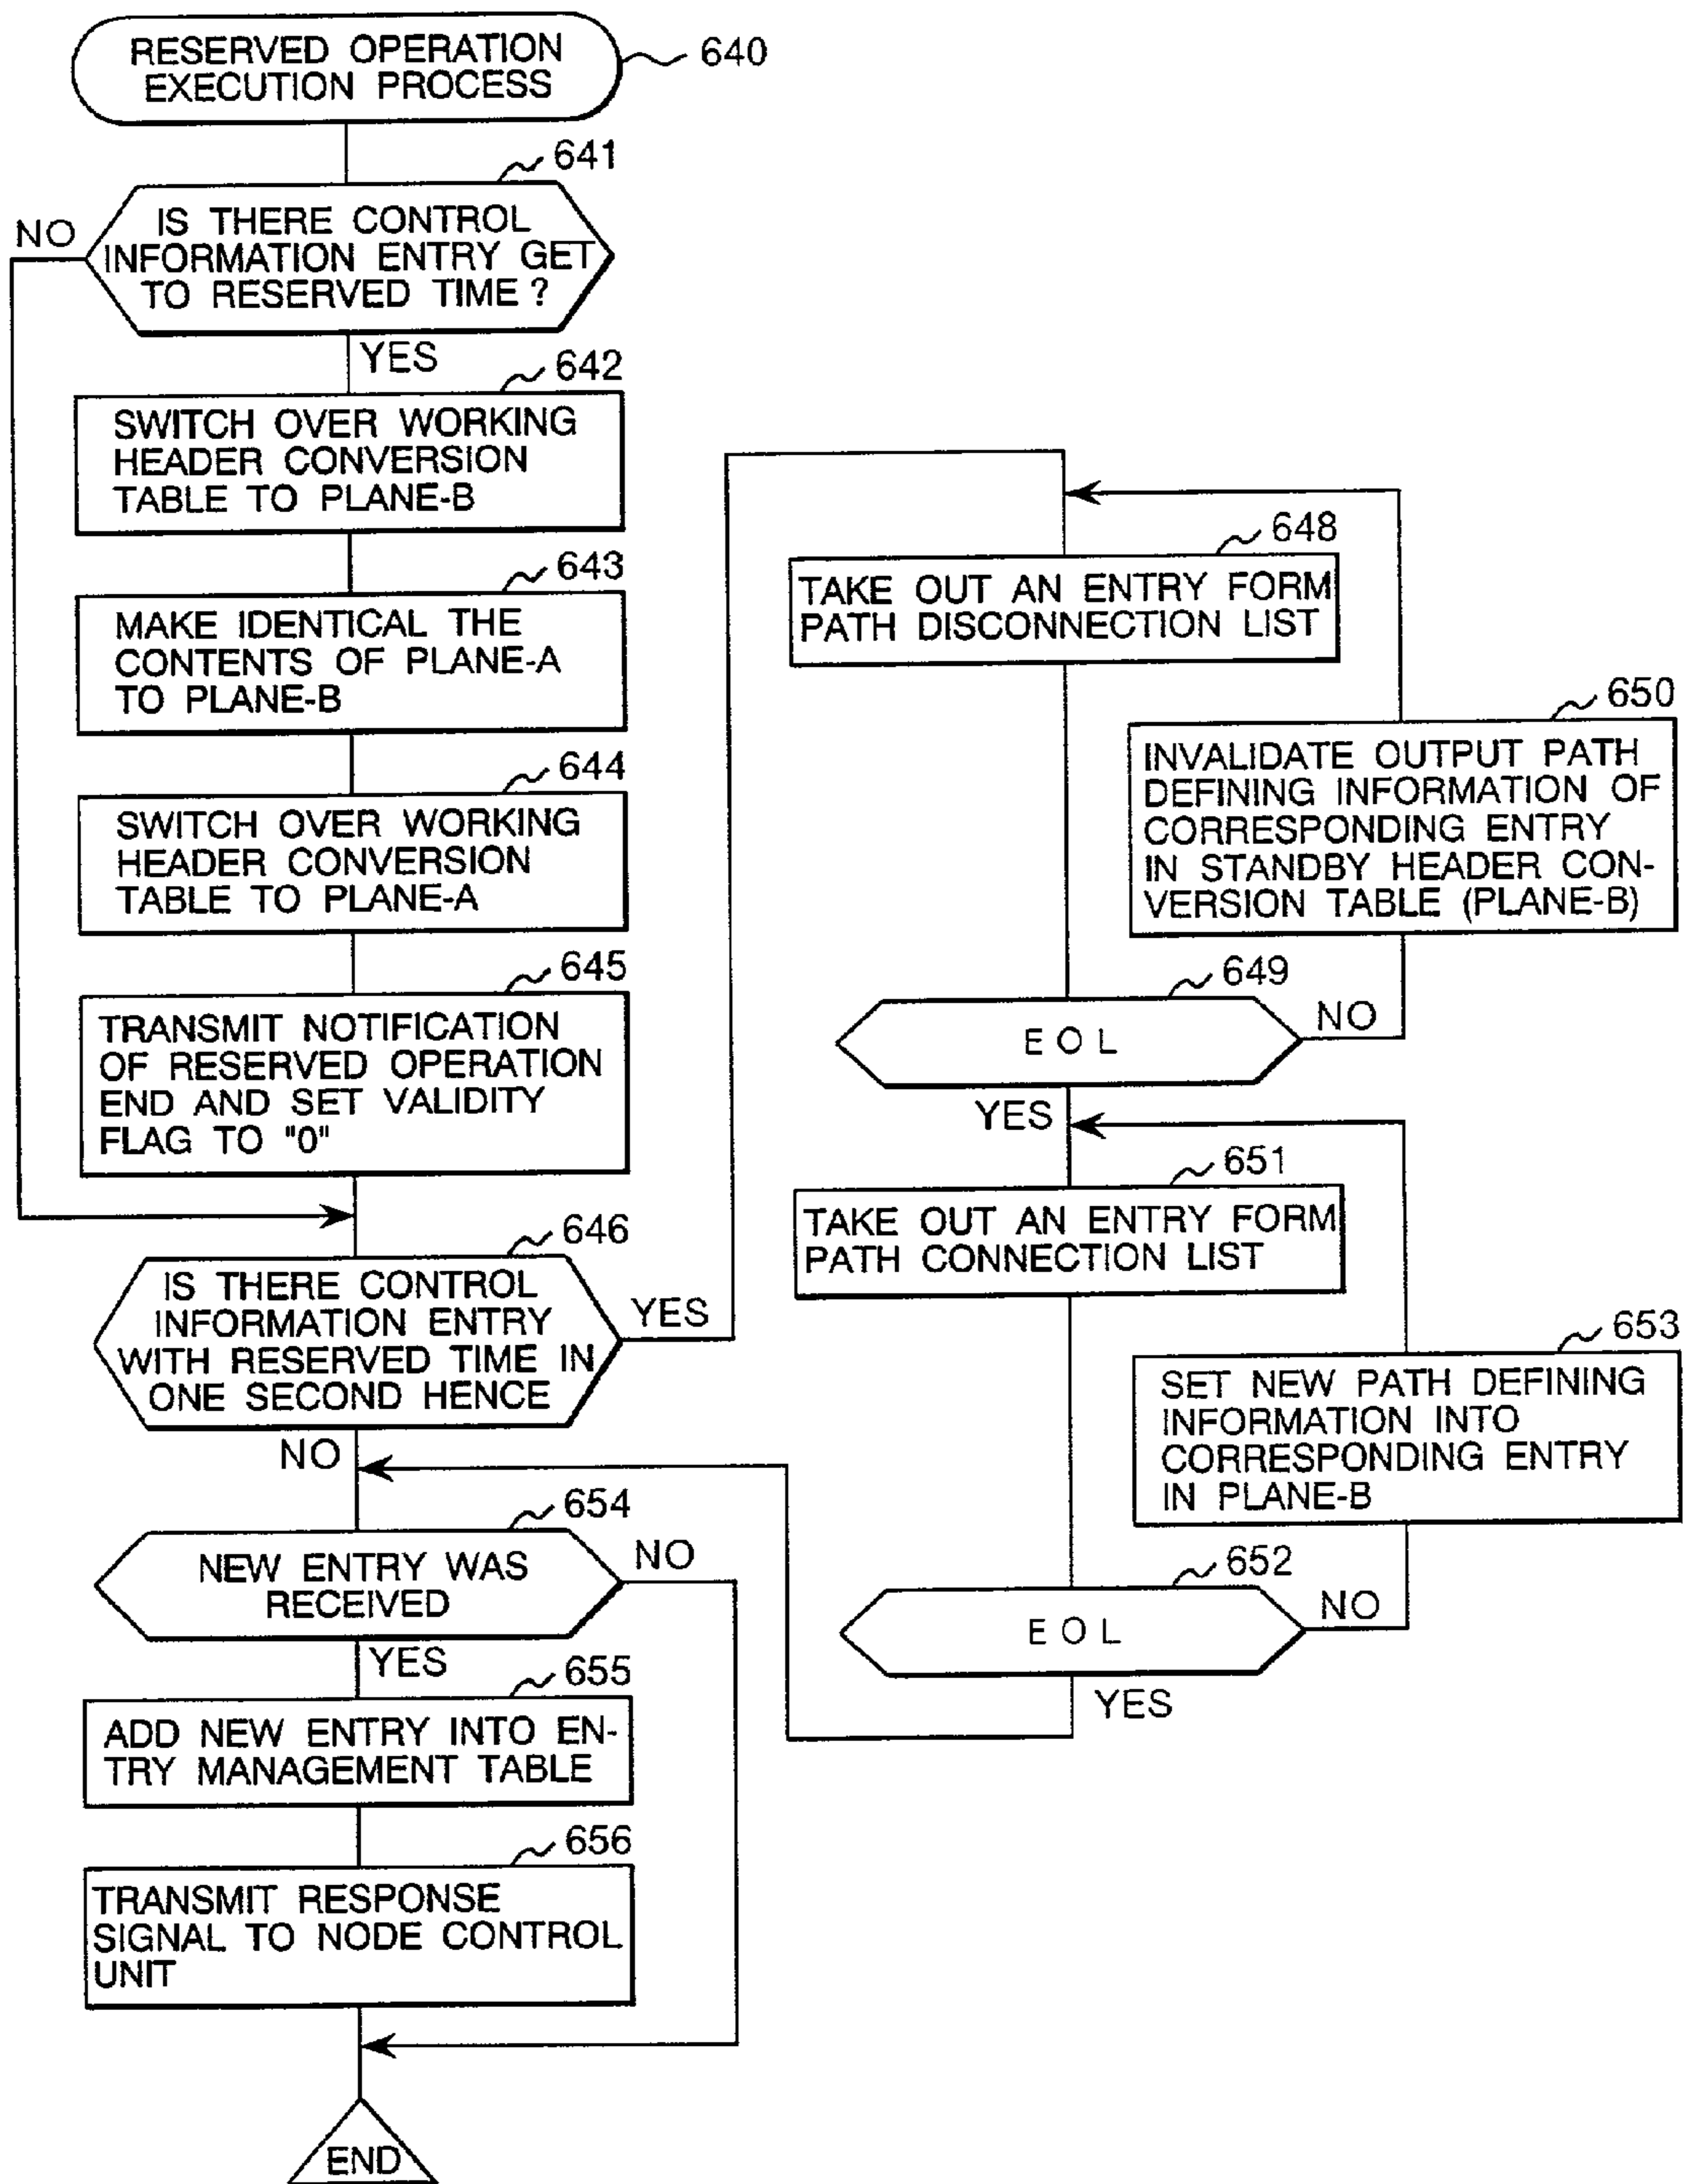 RESERVED OPERATION
EXECUTION PROCESS
640
641
IS THERE CONTROL
INFORMATION ENTRY GET
TO RESERVED TIME ?
NO
YES
642
SWITCH OVER WORKING
HEADER CONVERSION
TABLE TO PLANE-B
643
MAKE IDENTICAL THE
CONTENTS OF PLANE-A
TO PLANE-B
644
SWITCH OVER WORKING
HEADER CONVERSION
TABLE TO PLANE-A
645
TRANSMIT NOTIFICATION
OF RESERVED OPERATION
END AND SET VALIDITY
FLAG TO "0"
646
IS THERE CONTROL
INFORMATION ENTRY
WITH RESERVED TIME IN
ONE SECOND HENCE
YES
NO
648
TAKE OUT AN ENTRY FORM
PATH DISCONNECTION LIST
650
INVALIDATE OUTPUT PATH
DEFINING INFORMATION OF
CORRESPONDING ENTRY
IN STANDBY HEADER CON-
VERSION TABLE (PLANE-B)
649
E O L
NO
YES
651
TAKE OUT AN ENTRY FORM
PATH CONNECTION LIST
653
SET NEW PATH DEFINING
INFORMATION INTO
CORRESPONDING ENTRY
IN PLANE-B
652
E O L
NO
YES
654
NEW ENTRY WAS
RECEIVED
NO
YES
655
ADD NEW ENTRY INTO EN-
TRY MANAGEMENT TABLE
656
TRANSMIT RESPONSE
SIGNAL TO NODE CONTROL
UNIT
END